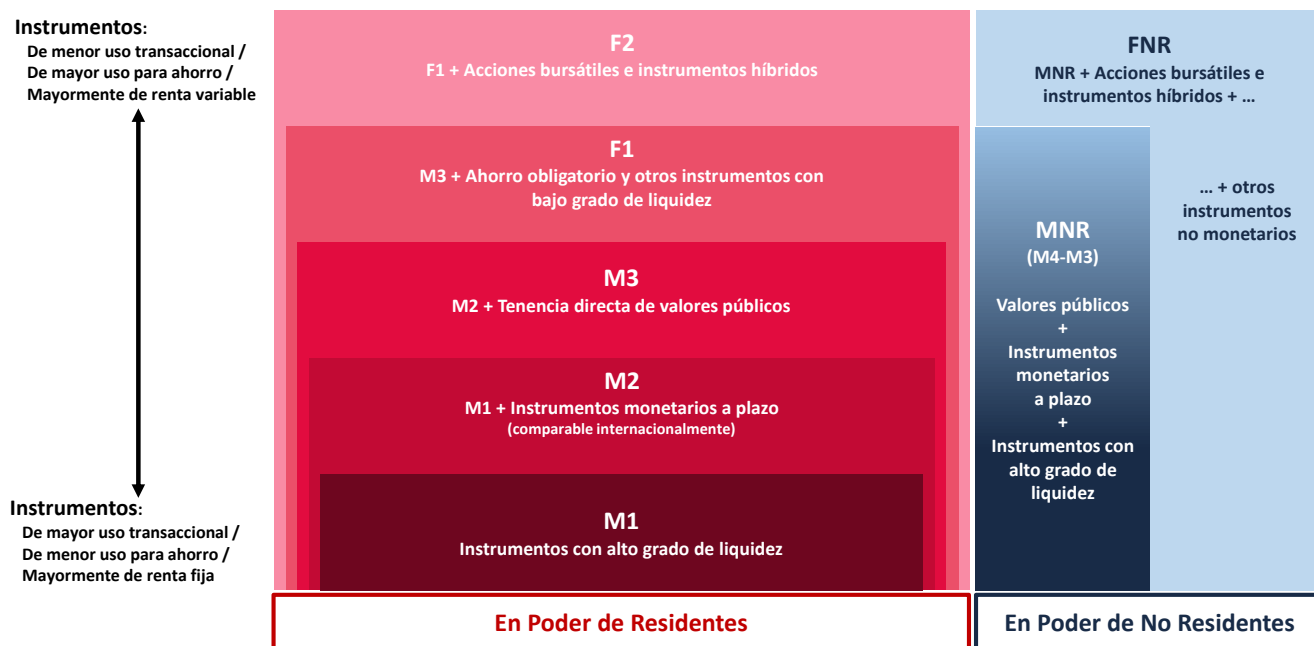 Instrumentos:
De menor uso transaccional /
De mayor uso para ahorro /
Mayormente de renta variable
Instrumentos:
De mayor uso transaccional /
De menor uso para ahorro /
Mayormente de renta fija
F2
F1 + Acciones bursátiles e instrumentos híbridos
F1
M3 + Ahorro obligatorio y otros instrumentos con
bajo grado de liquidez
M3
M2 + Tenencia directa de valores públicos
M2
M1 + Instrumentos monetarios a plazo
(comparable internacionalmente)
M1
Instrumentos con alto grado de liquidez
En Poder de Residentes
FNR
MNR + Acciones bursátiles e
instrumentos híbridos + ...
... + otros
instrumentos
no monetarios
MNR
(M4-M3)
Valores públicos
+
Instrumentos
monetarios
a plazo
+
Instrumentos con
alto grado de
liquidez
En Poder de No Residentes